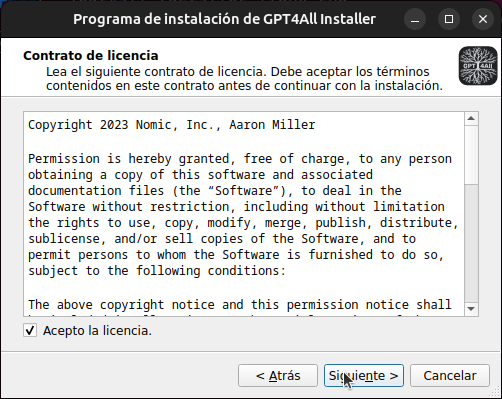 Programa de instalación de GPT4All Installer
Contrato de licencia
Lea el siguiente contrato de licencia. Debe aceptar los términos
contenidos en este contrato antes de continuar con la instalación.
GPT 4All
Copyright 2023 Nomic, Inc., Aaron Miller
Permission is hereby granted, free of charge, to any person
obtaining a copy of this software and associated
documentation files (the “Software”), to deal in the
Software without restriction, including without limitation
the rights to use, copy, modify, merge, publish, distribute,
sublicense, and/or sell copies of the Software, and to
permit persons to whom the Software is furnished to do so,
subject to the following conditions:
The above copyright notice and this permission notice shall
Acepto la licencia.
< Atrás
Siguiente >
Cancelar